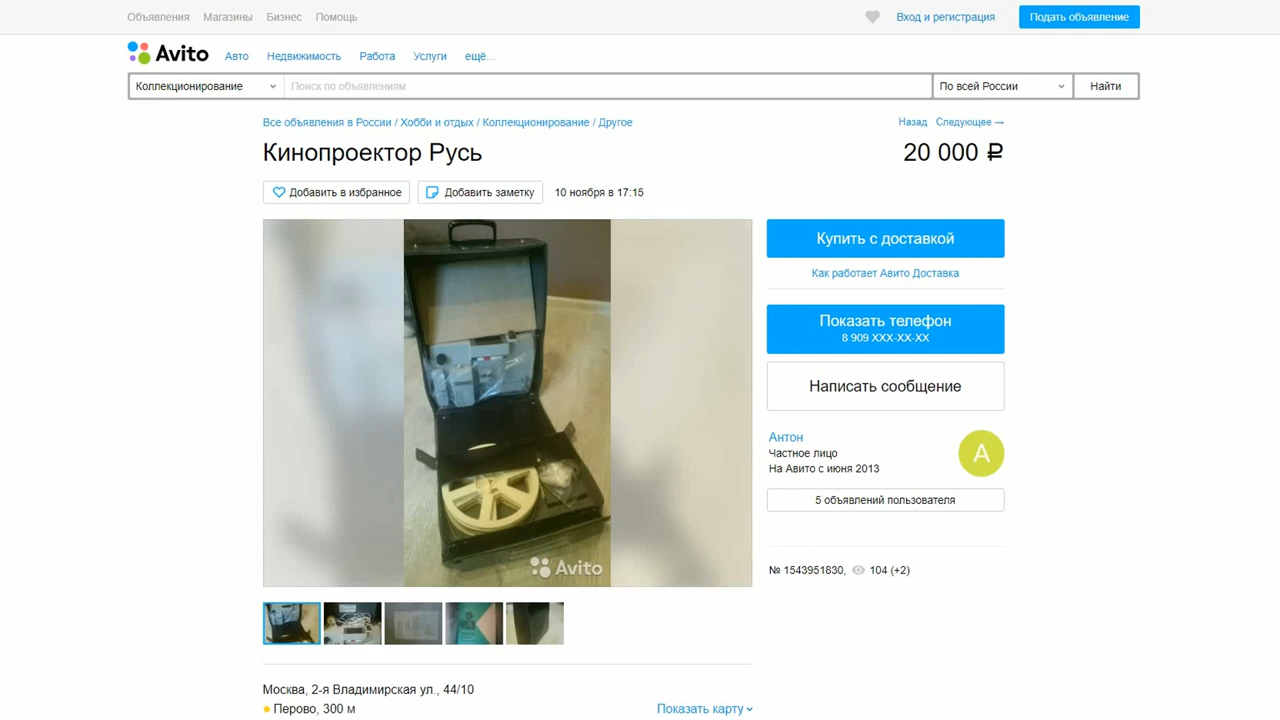 Объявления Магазины Бизнес Помощь
Вход и регистрация
Подать объявление
Avito
Авто Недвижимость Работа Услуги ещё...
Коллекционирование
Поиск по объявлениям
По всей России
Найти
Все объявления в России / Хобби и отдых / Коллекционирование / Другое
Назад Следующее →
Кинопроектор Русь
20 000 ₽
Добавить в избранное
Добавить заметку
10 ноября в 17:15
Купить с доставкой
Как работает Авито Доставка
Показать телефон
8 909 XXX-XX-XX
Написать сообщение
Антон
Частное лицо
На Авито с июня 2013
А
5 объявлений пользователя
№ 1543951830, 104 (+2)
Avito
Москва, 2-я Владимирская ул., 44/10
Перово, 300 м
Показать карту